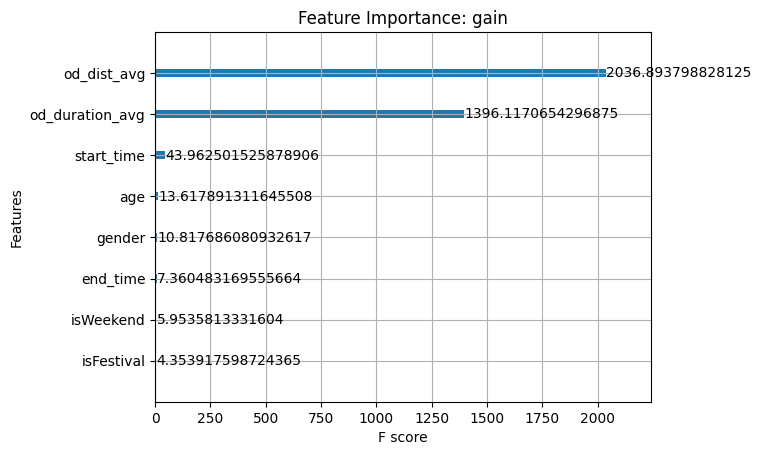 Feature Importance: gain
od_dist_avg 2036.893798828125
od_duration_avg 1396.1170654296875
start_time 43.962501525878906
age 13.617891311645508
gender 10.817686080932617
end_time 7.360483169555664
isWeekend 5.9535813331604
isFestival 4.353917598724365
0 250 500 750 1000 1250 1500 1750 2000
F score
Features